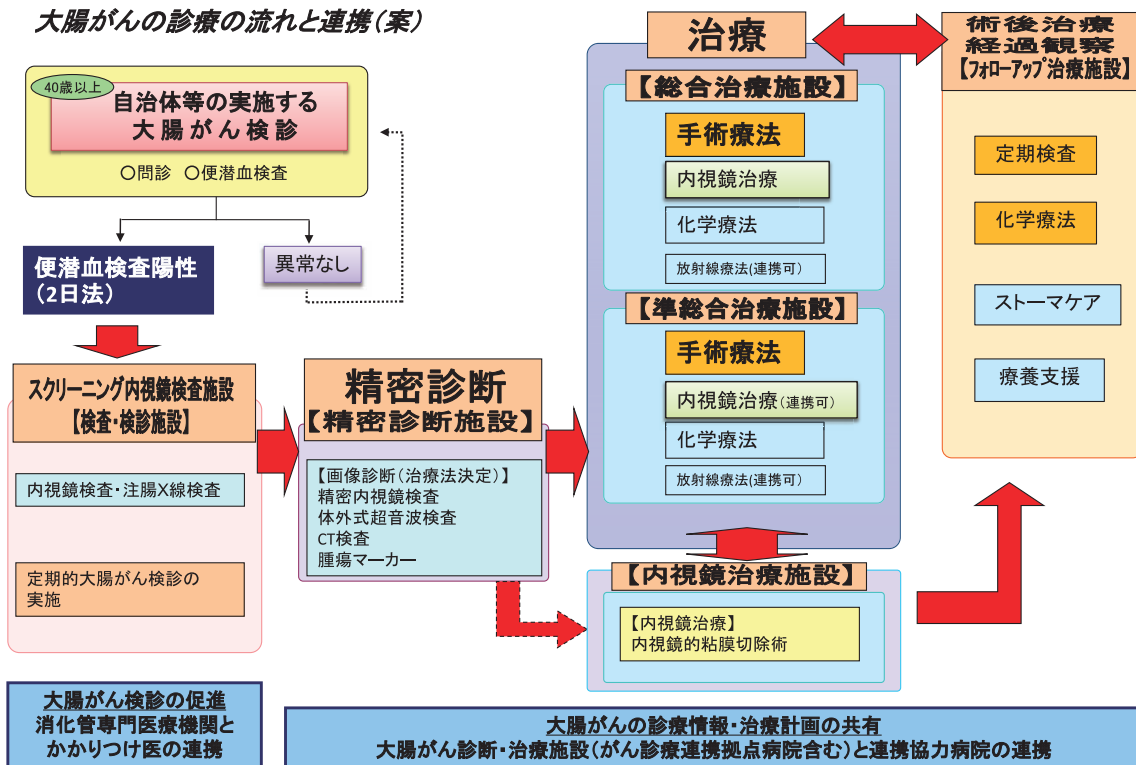 大腸がんの診療の流れと連携(案)
40歳以上
自治体等の実施する
大腸がん検診
○問診 ○便潜血検査
便潜血検査陽性
(2日法)
異常なし
スクリーニング内視鏡検査施設
【検査・検診施設】
内視鏡検査・注腸X線検査
定期的大腸がん検診の
実施
精密診断
【精密診断施設】
【画像診断(治療法決定)】
精密内視鏡検査
体外式超音波検査
CT検査
腫瘍マーカー
治療
【総合治療施設】
手術療法
内視鏡治療
化学療法
放射線療法(連携可)
【準総合治療施設】
手術療法
内視鏡治療(連携可)
化学療法
放射線療法(連携可)
【内視鏡治療施設】
【内視鏡治療】
内視鏡的粘膜切除術
術後治療
経過観察
【フォローアップ治療施設】
定期検査
化学療法
ストーマケア
療養支援
大腸がん検診の促進
消化管専門医療機関と
かかりつけ医の連携
大腸がんの診療情報・治療計画の共有
大腸がん診断・治療施設(がん診療連携拠点病院含む)と連携協力病院の連携